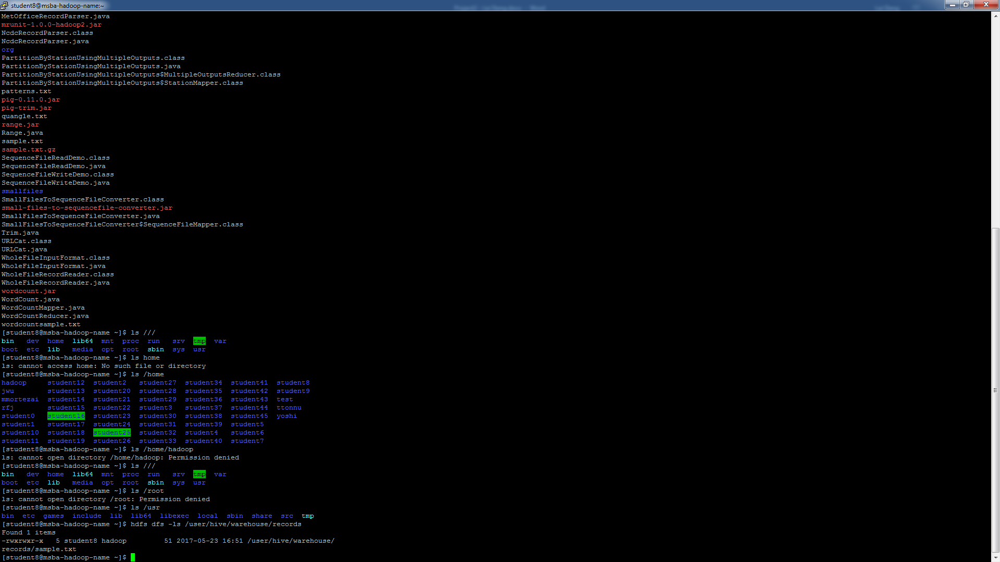 student8@msba-hadoop-name:~
MetOfficeRecordParser.java
mrunit-1.0.0-hadoop2.jar
NcdcRecordParser.class
NcdcRecordParser.java
org
PartitionByStationUsingMultipleOutputs.class
PartitionByStationUsingMultipleOutputs.java
PartitionByStationUsingMultipleOutputs$MultipleOutputsReducer.class
PartitionByStationUsingMultipleOutputs$StationMapper.class
patterns.txt
pig-0.11.0.jar
pig-trim.jar
quangle.txt
range.jar
Range.java
sample.txt
sample.txt.gz
SequenceFileReadDemo.class
SequenceFileReadDemo.java
SequenceFileWriteDemo.class
SequenceFileWriteDemo.java
smallfiles
SmallFilesToSequenceFileConverter.class
small-files-to-sequencefile-converter.jar
SmallFilesToSequenceFileConverter.java
SmallFilesToSequenceFileConverter$SequenceFileMapper.class
Trim.java
URLCat.class
URLCat.java
WholeFileInputFormat.class
WholeFileInputFormat.java
WholeFileRecordReader.class
WholeFileRecordReader.java
wordcount.jar
WordCount.java
WordCountMapper.java
WordCountReducer.java
wordcountsample.txt
[student8@msba-hadoop-name ~]$ ls ///
bin dev home lib64 mnt proc run srv tmp var
boot etc lib media opt root sbin sys usr
[student8@msba-hadoop-name ~]$ ls home
ls: cannot access home: No such file or directory
[student8@msba-hadoop-name ~]$ ls /home
hadoop student12 student2 student27 student34 student41 student8
jwu student13 student20 student28 student35 student42 student9
mmortezai student14 student21 student29 student36 student43 test
rfj student15 student22 student3 student37 student44 ttonnu
student0 student16 student23 student30 student38 student45 yoshi
student1 student17 student24 student31 student39 student5
student10 student18 student25 student32 student4 student6
student11 student19 student26 student33 student40 student7
[student8@msba-hadoop-name ~]$ ls /home/hadoop
ls: cannot open directory /home/hadoop: Permission denied
[student8@msba-hadoop-name ~]$ ls ///
bin dev home lib64 mnt proc run srv tmp var
boot etc lib media opt root sbin sys usr
[student8@msba-hadoop-name ~]$ ls /root
ls: cannot open directory /root: Permission denied
[student8@msba-hadoop-name ~]$ ls /usr
bin etc games include lib lib64 libexec local sbin share src tmp
[student8@msba-hadoop-name ~]$ hdfs dfs -ls /user/hive/warehouse/records
Found 1 items
-rwxrwxr-x 5 student8 hadoop 51 2017-05-23 16:51 /user/hive/warehouse/
records/sample.txt
[student8@msba-hadoop-name ~]$